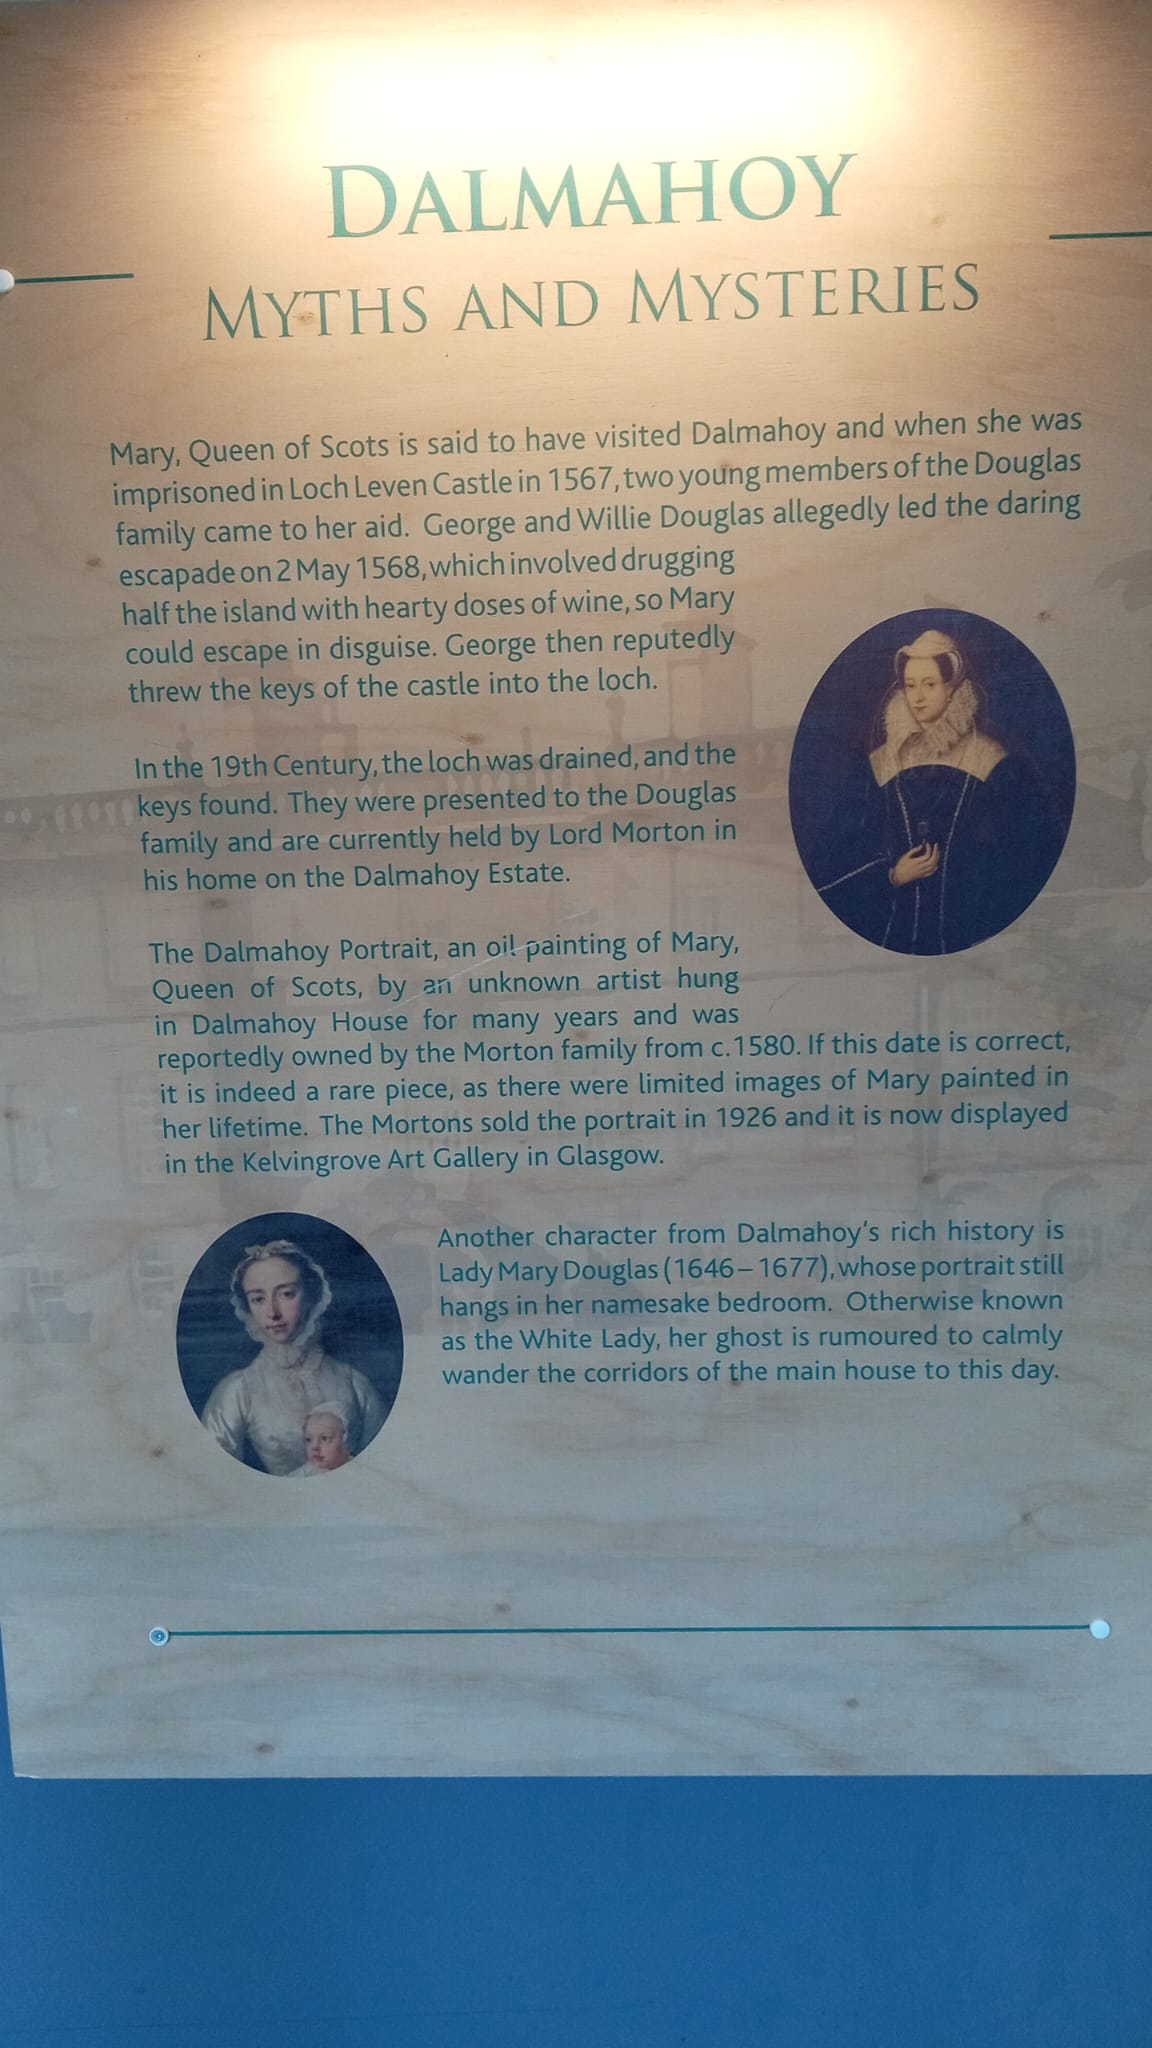 DALMAHOY
MYTHS AND MYSTERIES
Mary, Queen of Scots is said to have visited Dalmahoy and when she was
imprisoned in Loch Leven Castle in 1567, two young members of the Douglas
family came to her aid. George and Willie Douglas allegedly led the daring
escapade on 2 May 1568, which involved drugging
half the island with hearty doses of wine, so Mary
could escape in disguise. George then reputedly
threw the keys of the castle into the loch.
In the 19th Century, the loch was drained, and the
keys found. They were presented to the Douglas
family and are currently held by Lord Morton in
his home on the Dalmahoy Estate.
The Dalmahoy Portrait, an oil painting of Mary,
Queen of Scots, by an unknown artist hung
in Dalmahoy House for many years and was
reportedly owned by the Morton family from c.1580. If this date is correct,
it is indeed a rare piece, as there were limited images of Mary painted in
her lifetime. The Mortons sold the portrait in 1926 and it is now displayed
in the Kelvingrove Art Gallery in Glasgow.
Another character from Dalmahoy's rich history is
Lady Mary Douglas (1646 – 1677), whose portrait still
hangs in her namesake bedroom. Otherwise known
as the White Lady, her ghost is rumoured to calmly
wander the corridors of the main house to this day.